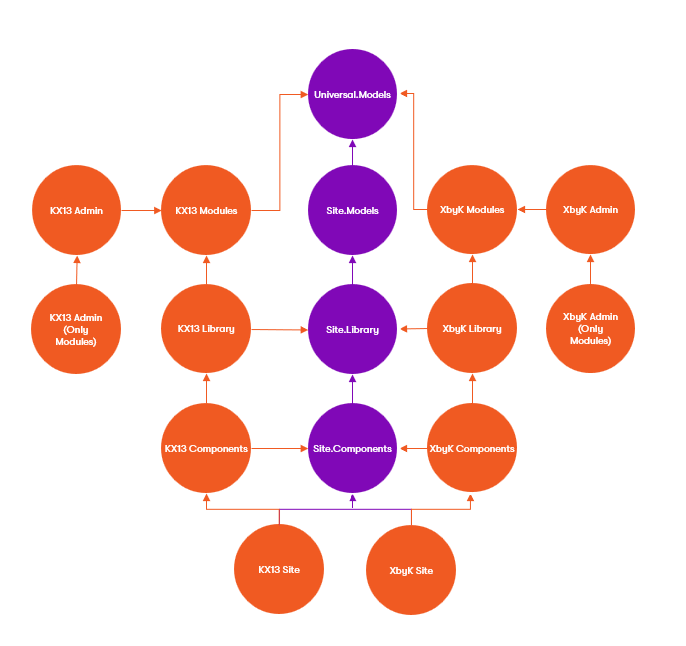 Universal.Models
KX13 Admin
KX13 Modules
Site.Models
XbyK Modules
XbyK Admin
KX13 Admin
(Only
Modules)
KX13 Library
Site.Library
XbyK Library
XbyK Admin
(Only
Modules)
KX13 Components
Site.Components
XbyK Components
KX13 Site
XbyK Site